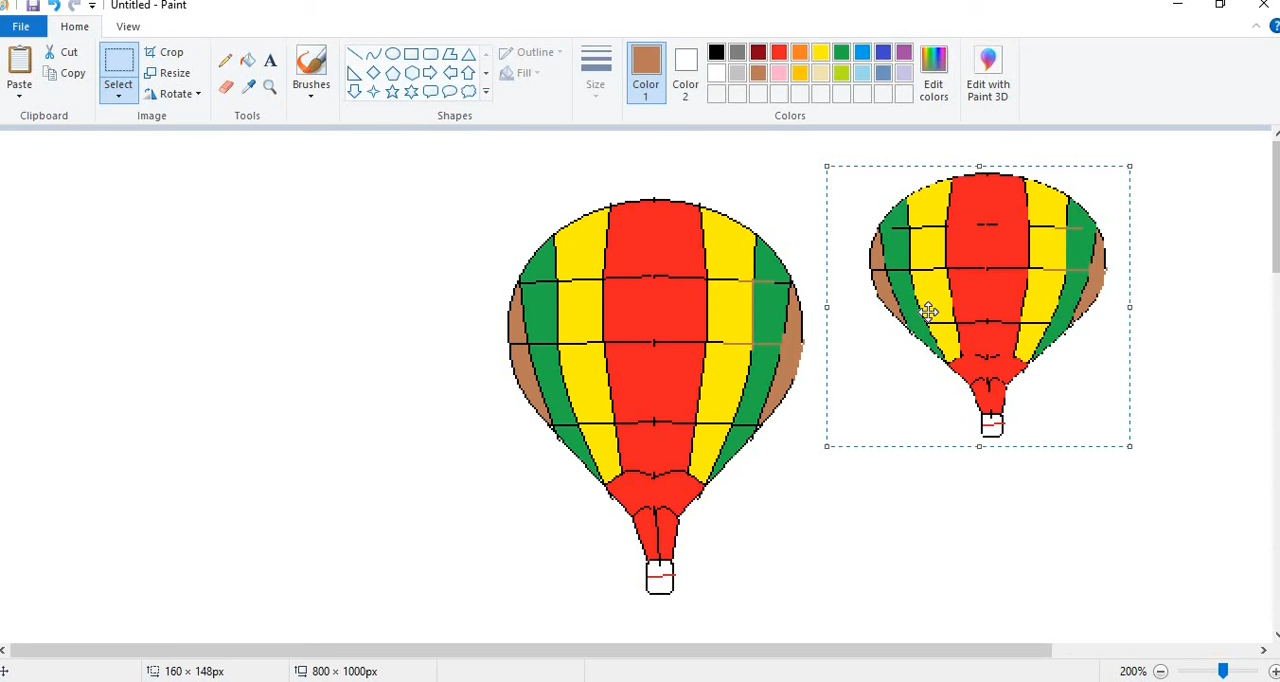 Untitled - Paint
File
Home
View
Paste
Cut
Copy
Clipboard
Select
Crop
Resize
Rotate
Image
A
Tools
Brushes
Outline
Fill
Shapes
Size
Color 1
Color 2
Edit colors
Colors
Edit with Paint 3D
160 × 148px
800 × 1000px
200%